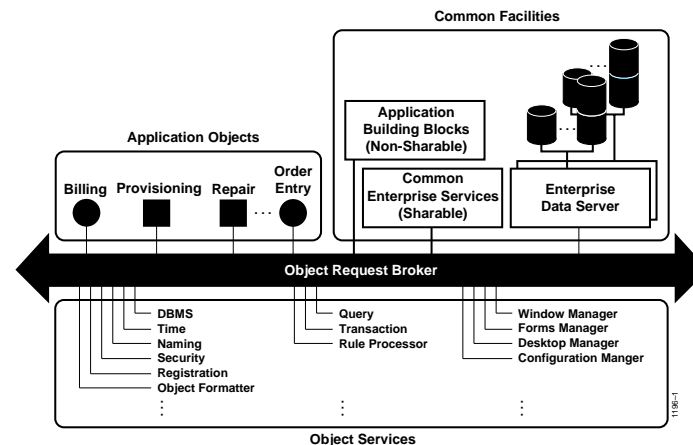 Common Facilities
Application Objects
Billing
Provisioning
Repair
Order
Entry
Application
Building Blocks
(Non-Sharable)
Common
Enterprise Services
(Sharable)
Enterprise
Data Server
Object Request Broker
DBMS
Time
Naming
Security
Registration
Object Formatter
Query
Transaction
Rule Processor
Window Manager
Forms Manager
Desktop Manager
Configuration Manger
1196–1
Object Services